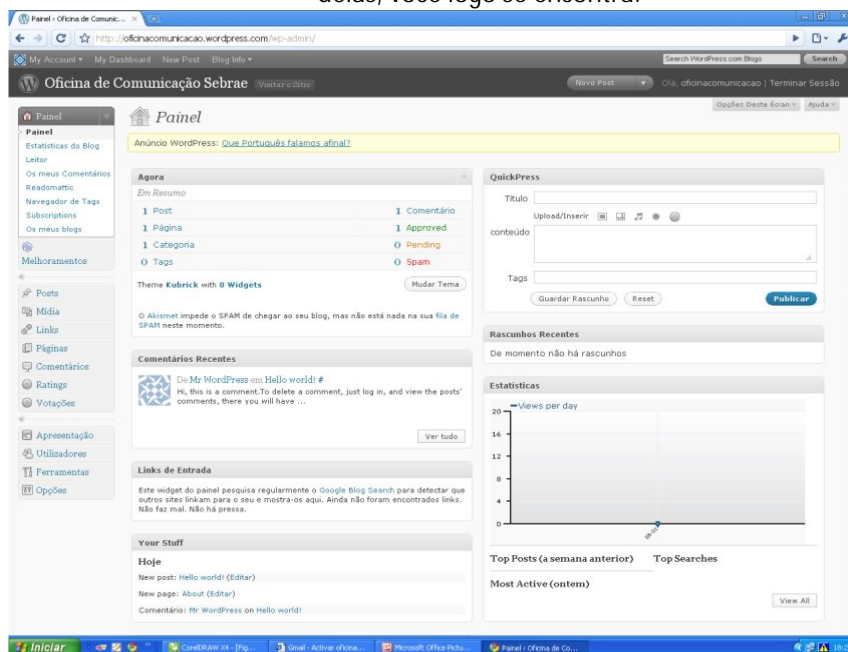 Painel ‹ Oficina de Comunic...
http://oficinacomunicacao.wordpress.com/wp-admin/
My Account My Dashboard New Post Blog Info
Search WordPress.com Blogs Search
Oficina de Comunicação Sebrae Visitar o Sítio
Novo Post Olá, oficinacomunicacao | Terminar Sessão
Opções Deste Écran Ajuda
Painel
Painel
Estatísticas do Blog
Leitor
Os meus Comentários
Readomattic
Navegador de Tags
Subscriptions
Os meus blogs
Melhoramentos
Posts
Mídia
Links
Páginas
Comentários
Ratings
Votações
Apresentação
Utilizadores
Ferramentas
Opções
Painel
Anúncio WordPress: Que Português falamos afinal?
Agora
Em Resumo
1 Post 1 Comentário
1 Página 1 Approved
1 Categoria 0 Pending
0 Tags 0 Spam
Theme Kubrick with 0 Widgets Mudar Tema
O Akismet impede o SPAM de chegar ao seu blog, mas não está nada na sua fila de
SPAM neste momento.
Comentários Recentes
De Mr WordPress em Hello world! #
Hi, this is a comment.To delete a comment, just log in, and view the posts'
comments, there you will have ...
Ver tudo
Links de Entrada
Este widget do painel pesquisa regularmente o Google Blog Search para detectar que
outros sites linkam para o seu e mostra-os aqui. Ainda não foram encontrados links.
Não faz mal. Não há pressa.
Your Stuff
Hoje
New post: Hello world! (Editar)
New page: About (Editar)
Comentário: Mr WordPress on Hello world!
QuickPress
Título
Upload/Inserir
conteúdo
Tags
Guardar Rascunho Reset Publicar
Rascunhos Recentes
De momento não há rascunhos
Estatísticas
Views per day
20
16
12
8
4
0
Top Posts (a semana anterior) Top Searches
Most Active (ontem)
View All
Iniciar CorelDRAW X4 - [Fig... Gmail - Activar oficina... Microsoft Office Pictu... Painel ‹ Oficina de Co...